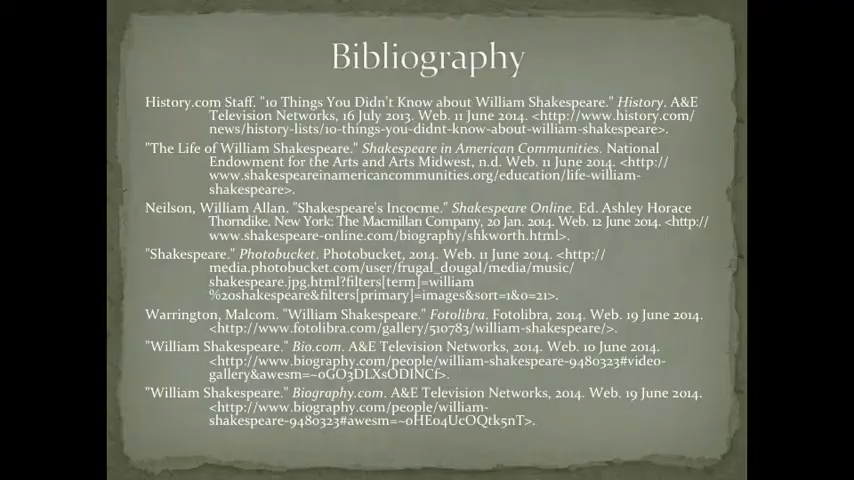 Bibliography
History.com Staff. "10 Things You Didn't Know about William Shakespeare." History. A&E
Television Networks, 16 July 2013. Web. 11 June 2014. <http://www.history.com/
news/history-lists/10-things-you-didnt-know-about-william-shakespeare>.
"The Life of William Shakespeare." Shakespeare in American Communities. National
Endowment for the Arts and Arts Midwest, n.d. Web. 11 June 2014. <http://
www.shakespeareinamericancommunities.org/education/life-william-
shakespeare>.
Neilson, William Allan. "Shakespeare's Incocme." Shakespeare Online. Ed. Ashley Horace
Thorndike. New York: The Macmillan Company, 20 Jan. 2014. Web. 12 June 2014. <http://
www.shakespeare-online.com/biography/shkworth.html>.
"Shakespeare." Photobucket. Photobucket, 2014. Web. 11 June 2014. <http://
media.photobucket.com/user/frugal_dougal/media/music/
shakespeare.jpg.html?filters[term]=william
%20shakespeare&filters[primary]=images&sort=1&o=21>.
Warrington, Malcom. "William Shakespeare." Fotolibra. Fotolibra, 2014. Web. 19 June 2014.
<http://www.fotolibra.com/gallery/510783/william-shakespeare/>.
"William Shakespeare." Bio.com. A&E Television Networks, 2014. Web. 10 June 2014.
<http://www.biography.com/people/william-shakespeare-9480323#video-
gallery&awesm=~oGO3DLXsODINCf>.
"William Shakespeare." Biography.com. A&E Television Networks, 2014. Web. 19 June 2014.
<http://www.biography.com/people/william-
shakespeare-9480323#awesm=~oHE04UcOQtk5nT>.